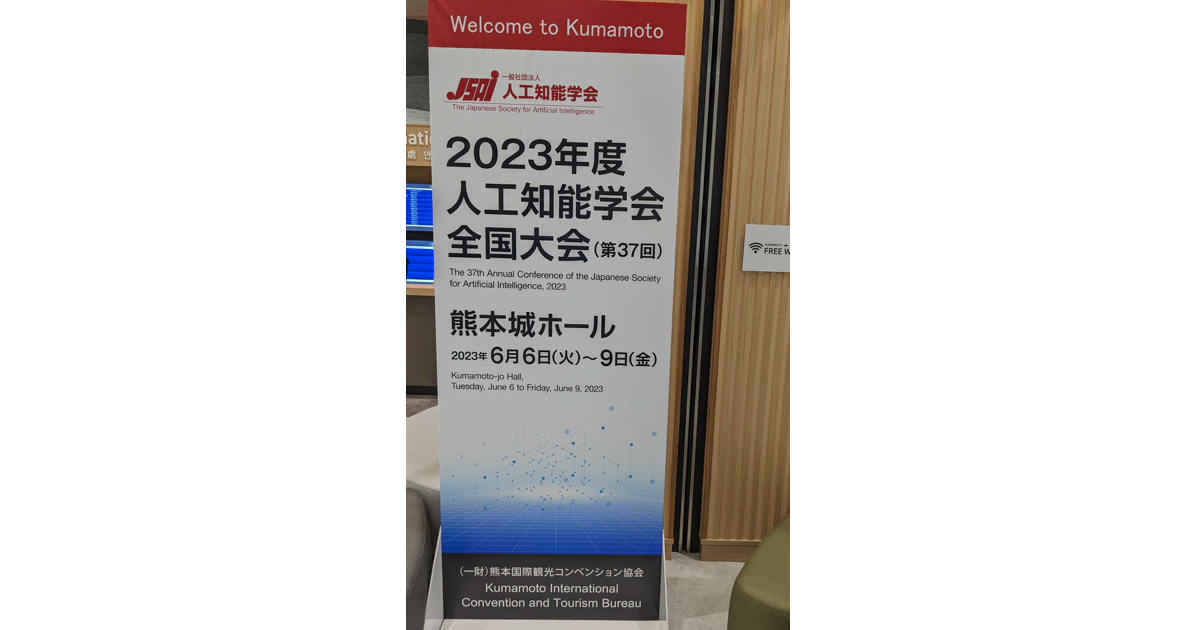 Welcome to Kumamoto
JSAI
一般社団法人
人工知能学会
The Japanese Society for Artificial Intelligence
2023年度
人工知能学会
全国大会(第37回)
The 37th Annual Conference of the Japanese Society
for Artificial Intelligence, 2023
熊本城ホール
2023年 6月6日(火)~9日(金)
Kumamoto-jo Hall,
Tuesday, June 6 to Friday, June 9, 2023
(一財)熊本国際観光コンベンション協会
Kumamoto International
Convention and Tourism Bureau
FREE W